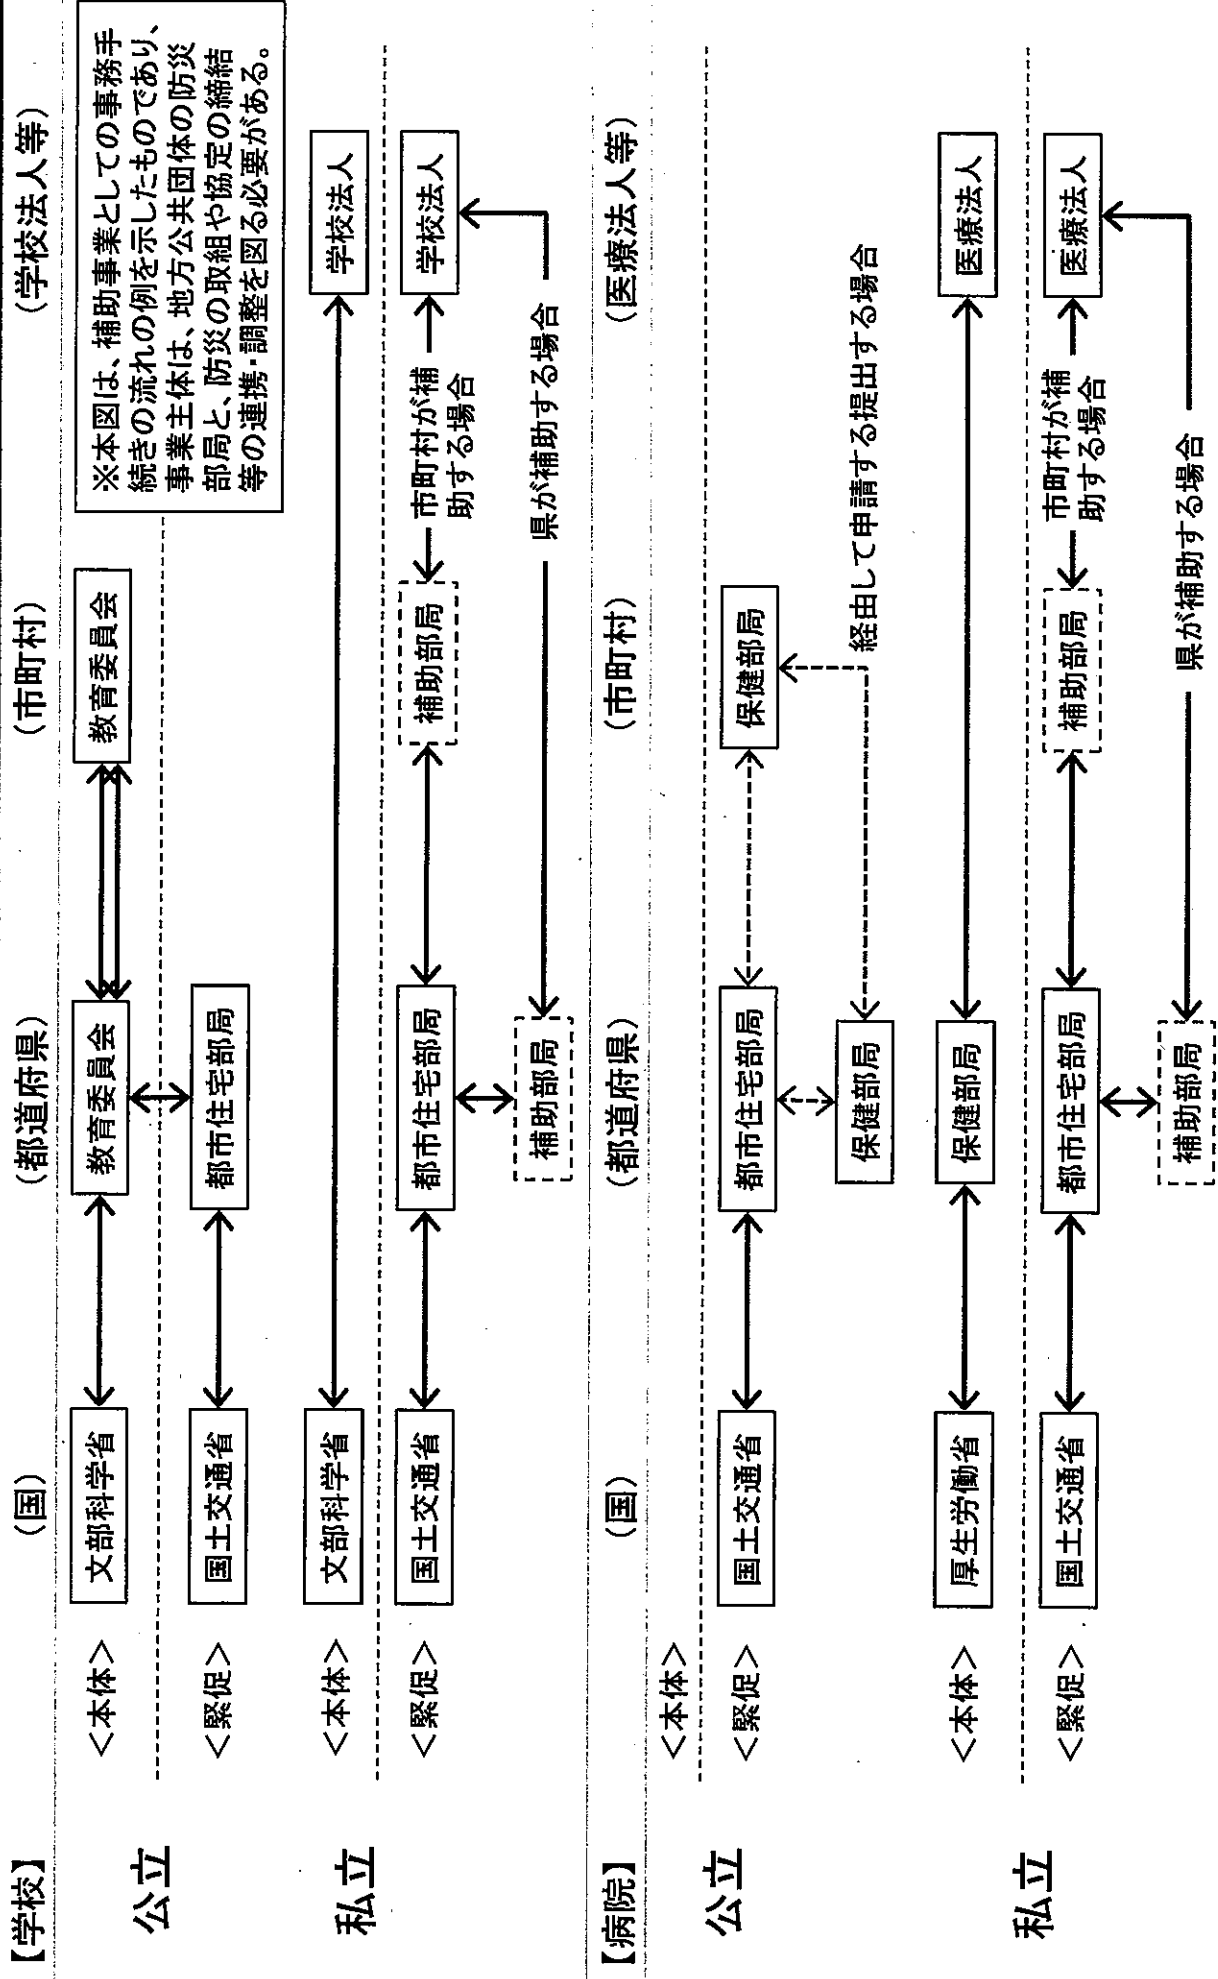 【学校】
(国)
(都道府県)
(市町村)
(学校法人等)
※本図は、補助事業としての事務手
続きの流れの例を示したものであり、
事業主体は、地方公共団体の防災
部局と、防災の取組や協定の締結
等の連携・調整を図る必要がある。
公立
<本体>
文部科学省
教育委員会
教育委員会
<緊促>
国土交通省
都市住宅部局
私立
<本体>
文部科学省
学校法人
<緊促>
国土交通省
都市住宅部局
補助部局
市町村が補
助する場合
学校法人
補助部局
県が補助する場合
【病院】
(国)
(都道府県)
(市町村)
(医療法人等)
公立
<本体>
<緊促>
国土交通省
都市住宅部局
保健部局
保健部局
経由して申請する提出する場合
私立
<本体>
厚生労働省
保健部局
医療法人
<緊促>
国土交通省
都市住宅部局
補助部局
市町村が補
助する場合
医療法人
補助部局
県が補助する場合